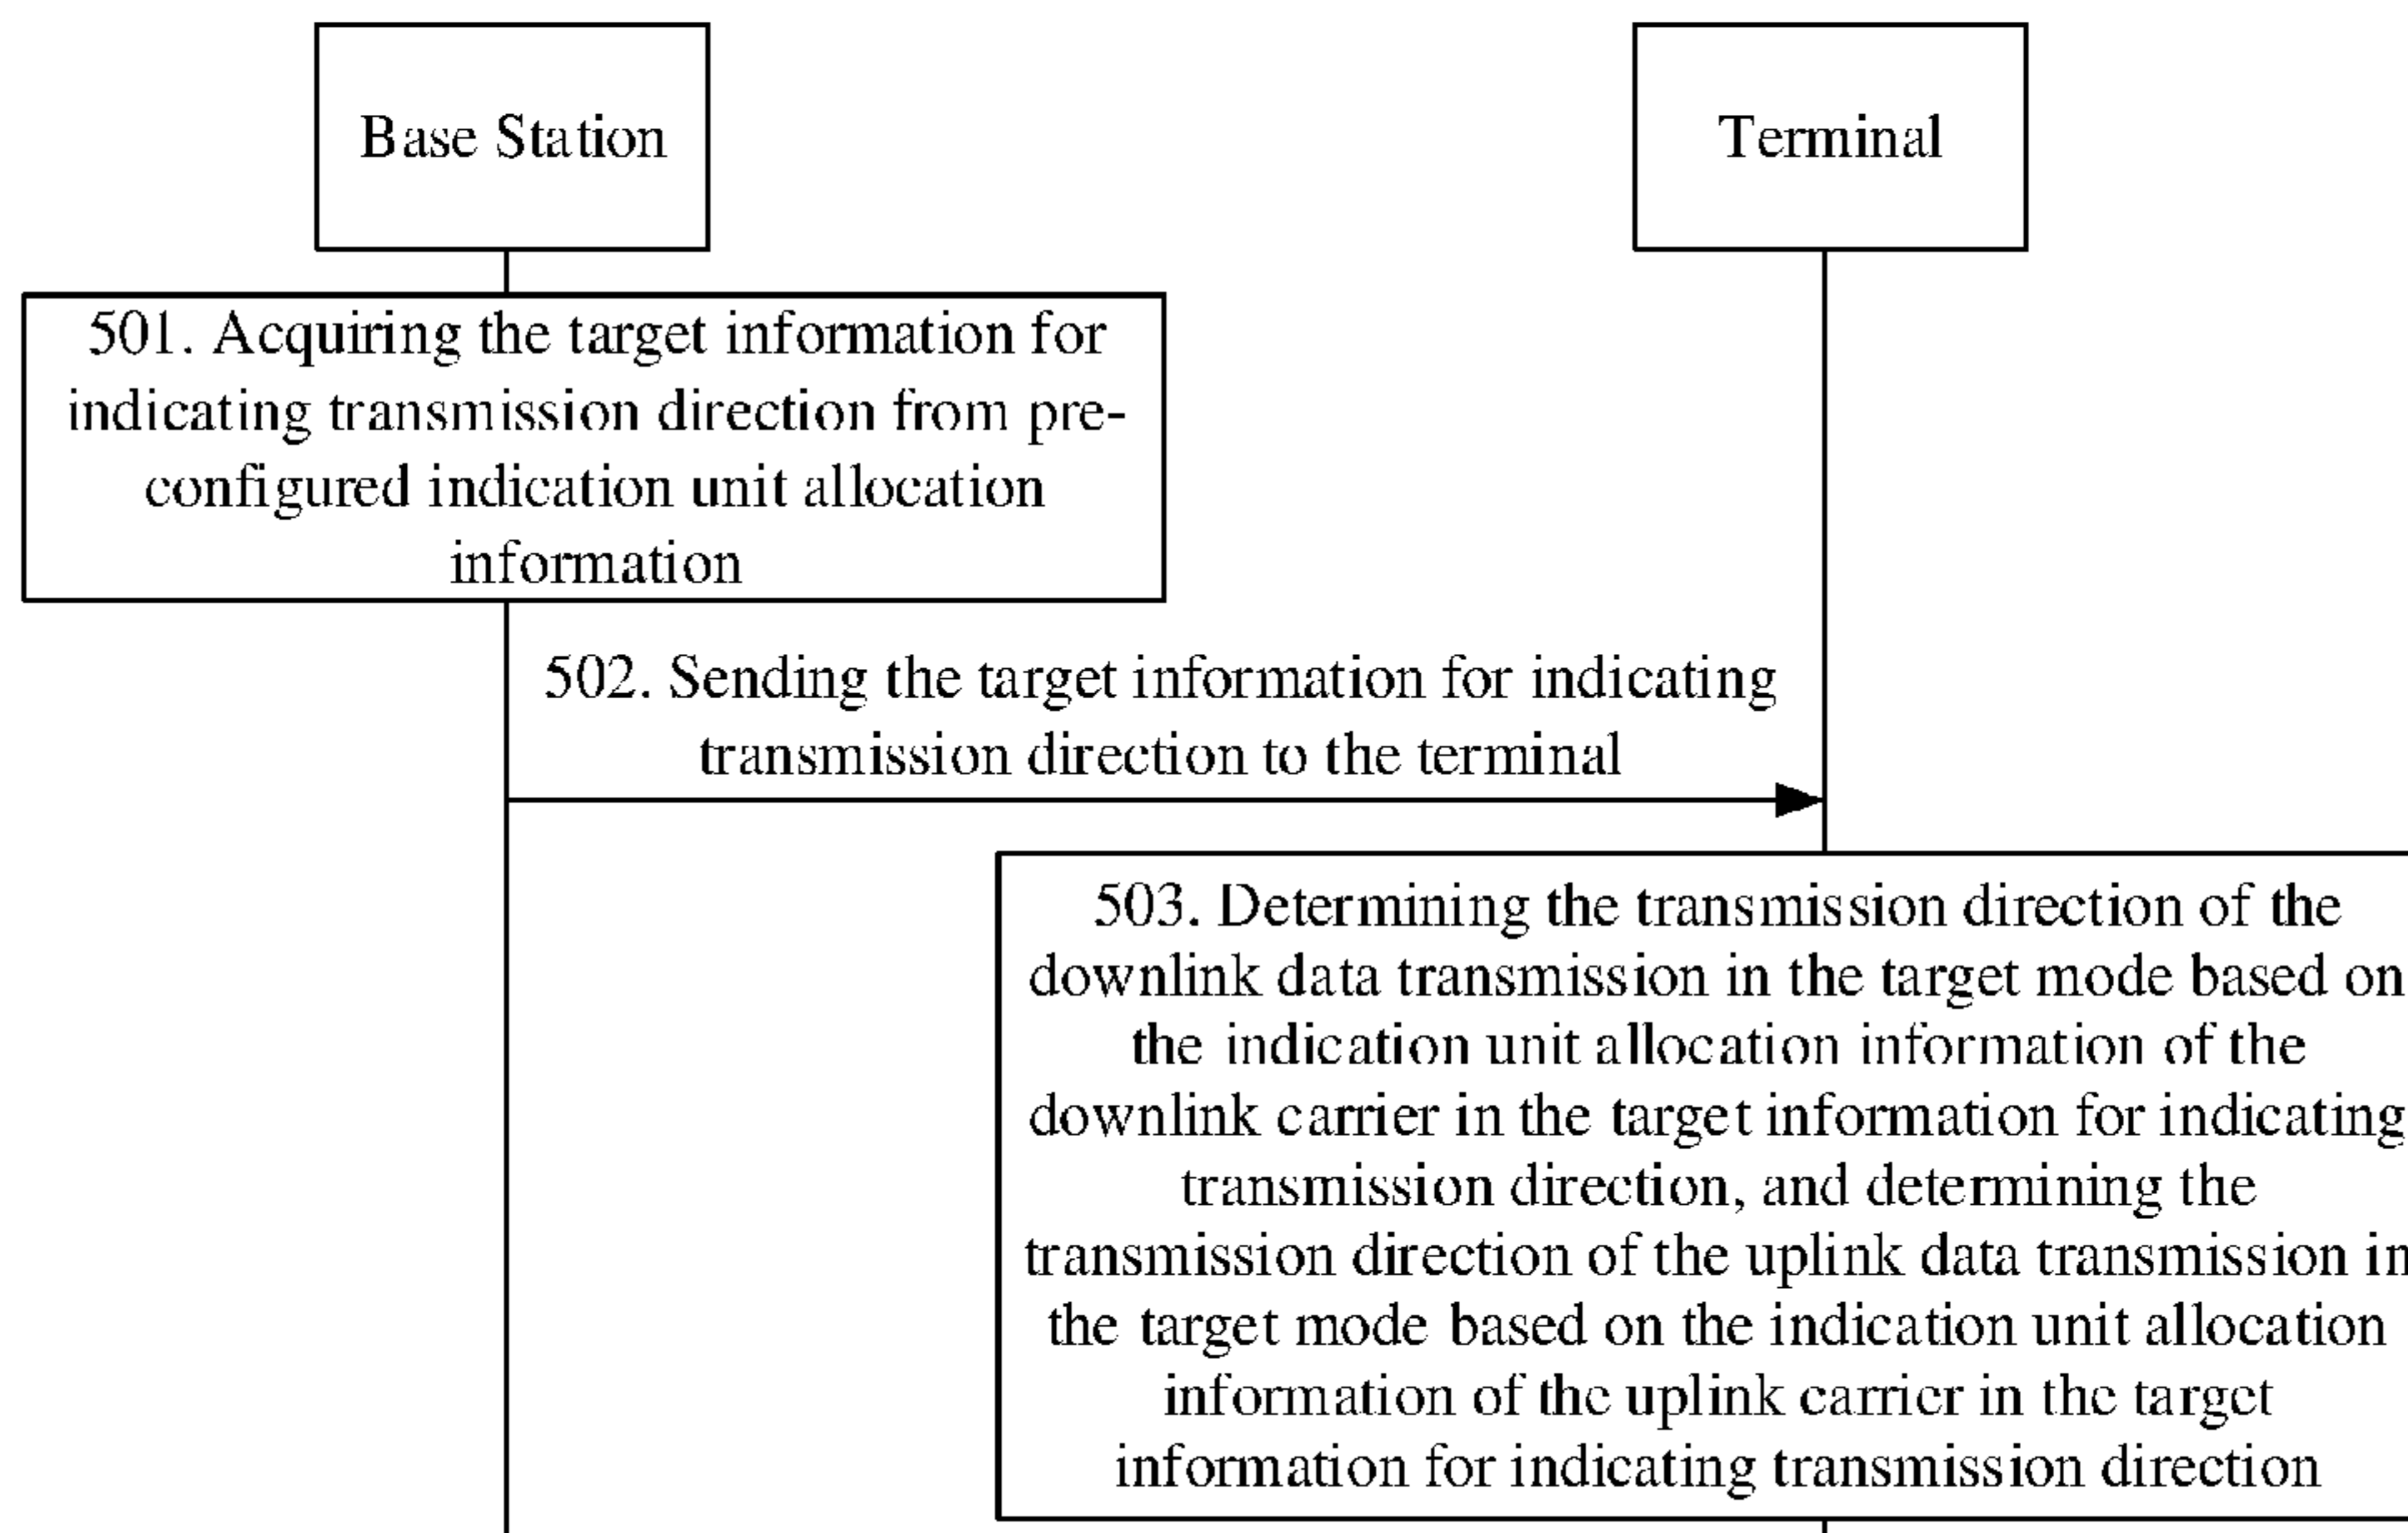 Base Station
Terminal
501. Acquiring the target information for
indicating transmission direction from pre-
configured indication unit allocation
information
502. Sending the target information for indicating
transmission direction to the terminal
503. Determining the transmission direction of the
downlink data transmission in the target mode based on
the indication unit allocation information of the
downlink carrier in the target information for indicating
transmission direction, and determining the
transmission direction of the uplink data transmission in
the target mode based on the indication unit allocation
information of the uplink carrier in the target
information for indicating transmission direction